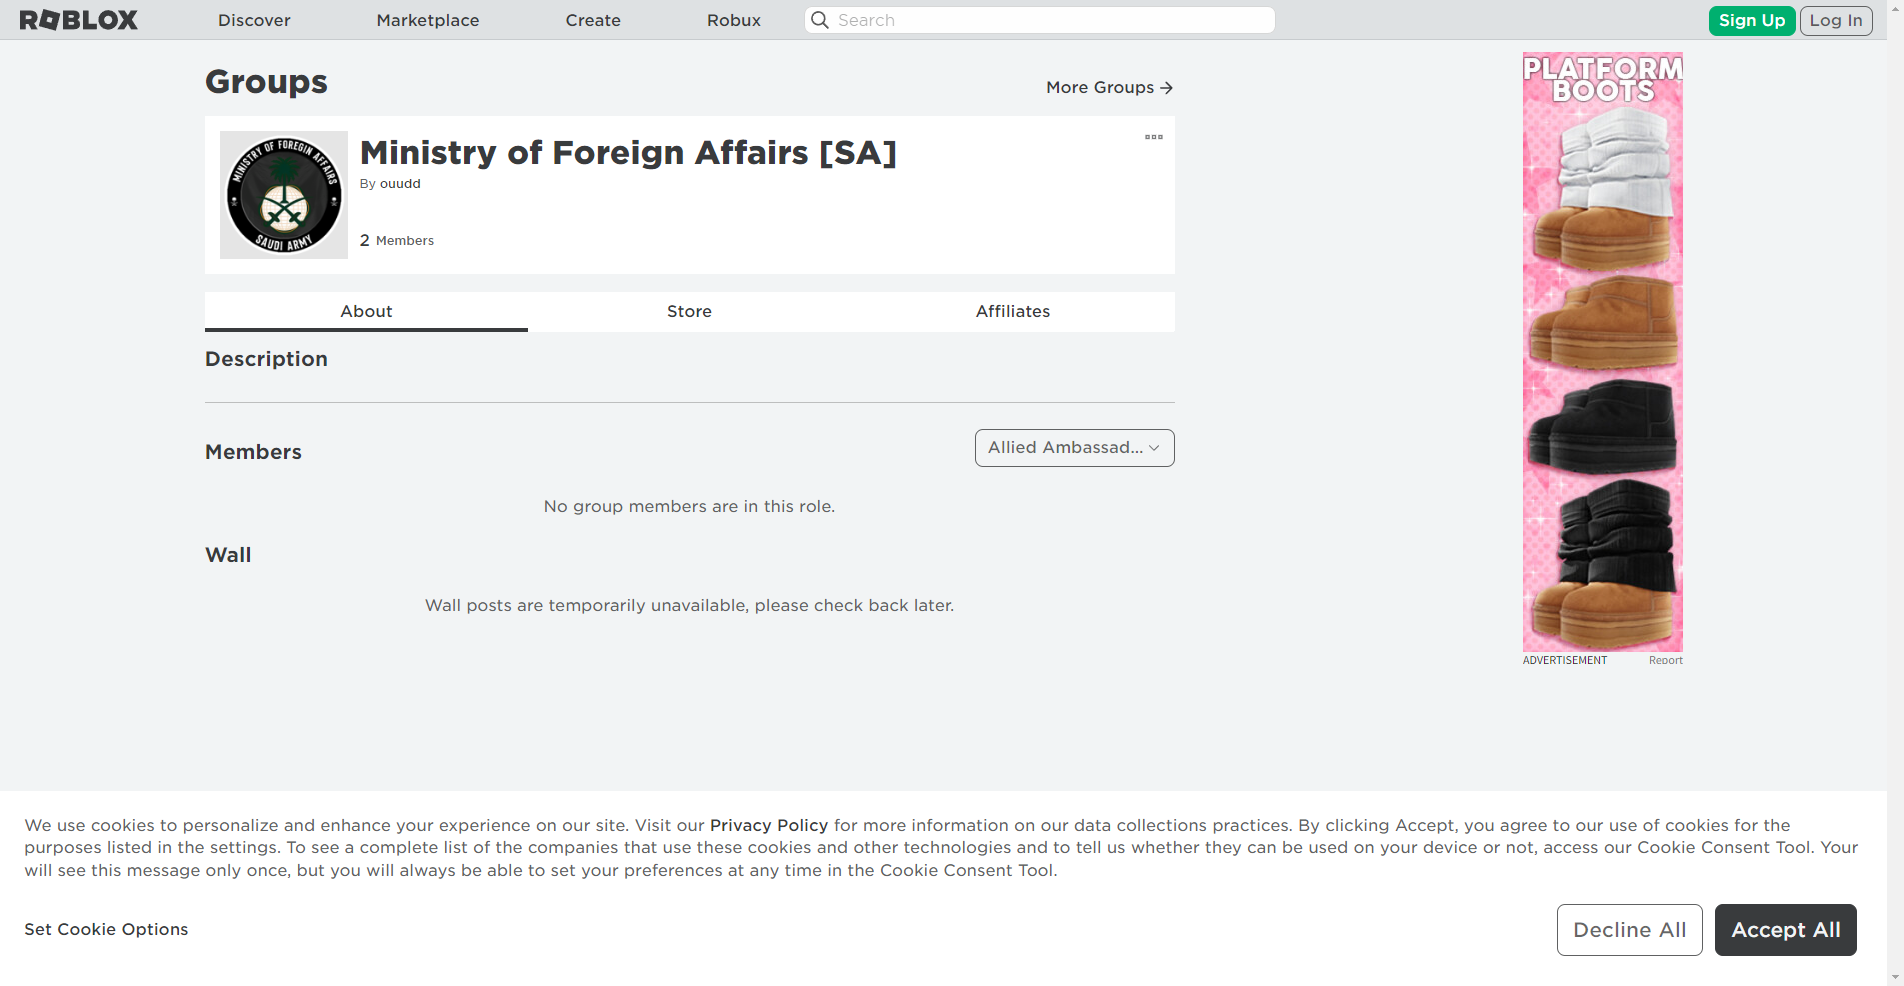 ROBLOX
Discover
Marketplace
Create
Robux
Search
Sign Up
Log In
Groups
More Groups →
MINISTRY OF FOREGIN AFFAIRS
SAUDI ARMY
Ministry of Foreign Affairs [SA]
By ouudd
2 Members
About
Store
Affiliates
Description
Members
Allied Ambassad...
No group members are in this role.
Wall
Wall posts are temporarily unavailable, please check back later.
PLATFORM
BOOTS
ADVERTISEMENT
Report
We use cookies to personalize and enhance your experience on our site. Visit our Privacy Policy for more information on our data collections practices. By clicking Accept, you agree to our use of cookies for the
purposes listed in the settings. To see a complete list of the companies that use these cookies and other technologies and to tell us whether they can be used on your device or not, access our Cookie Consent Tool. Your
will see this message only once, but you will always be able to set your preferences at any time in the Cookie Consent Tool.
Set Cookie Options
Decline All
Accept All